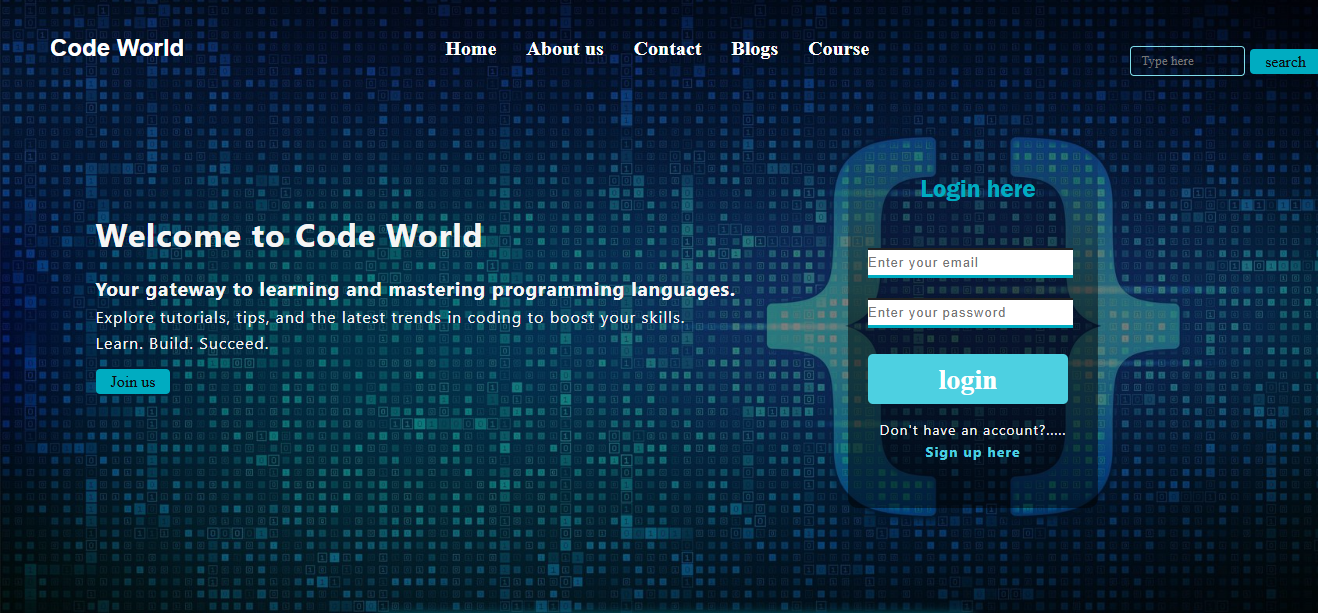 Code World
Home About us Contact Blogs Course
Type here search
Login here
Welcome to Code World
Enter your email
Your gateway to learning and mastering programming languages.
Explore tutorials, tips, and the latest trends in coding to boost your skills.
Enter your password
Learn. Build. Succeed.
Join us
login
Don't have an account?.....
Sign up here